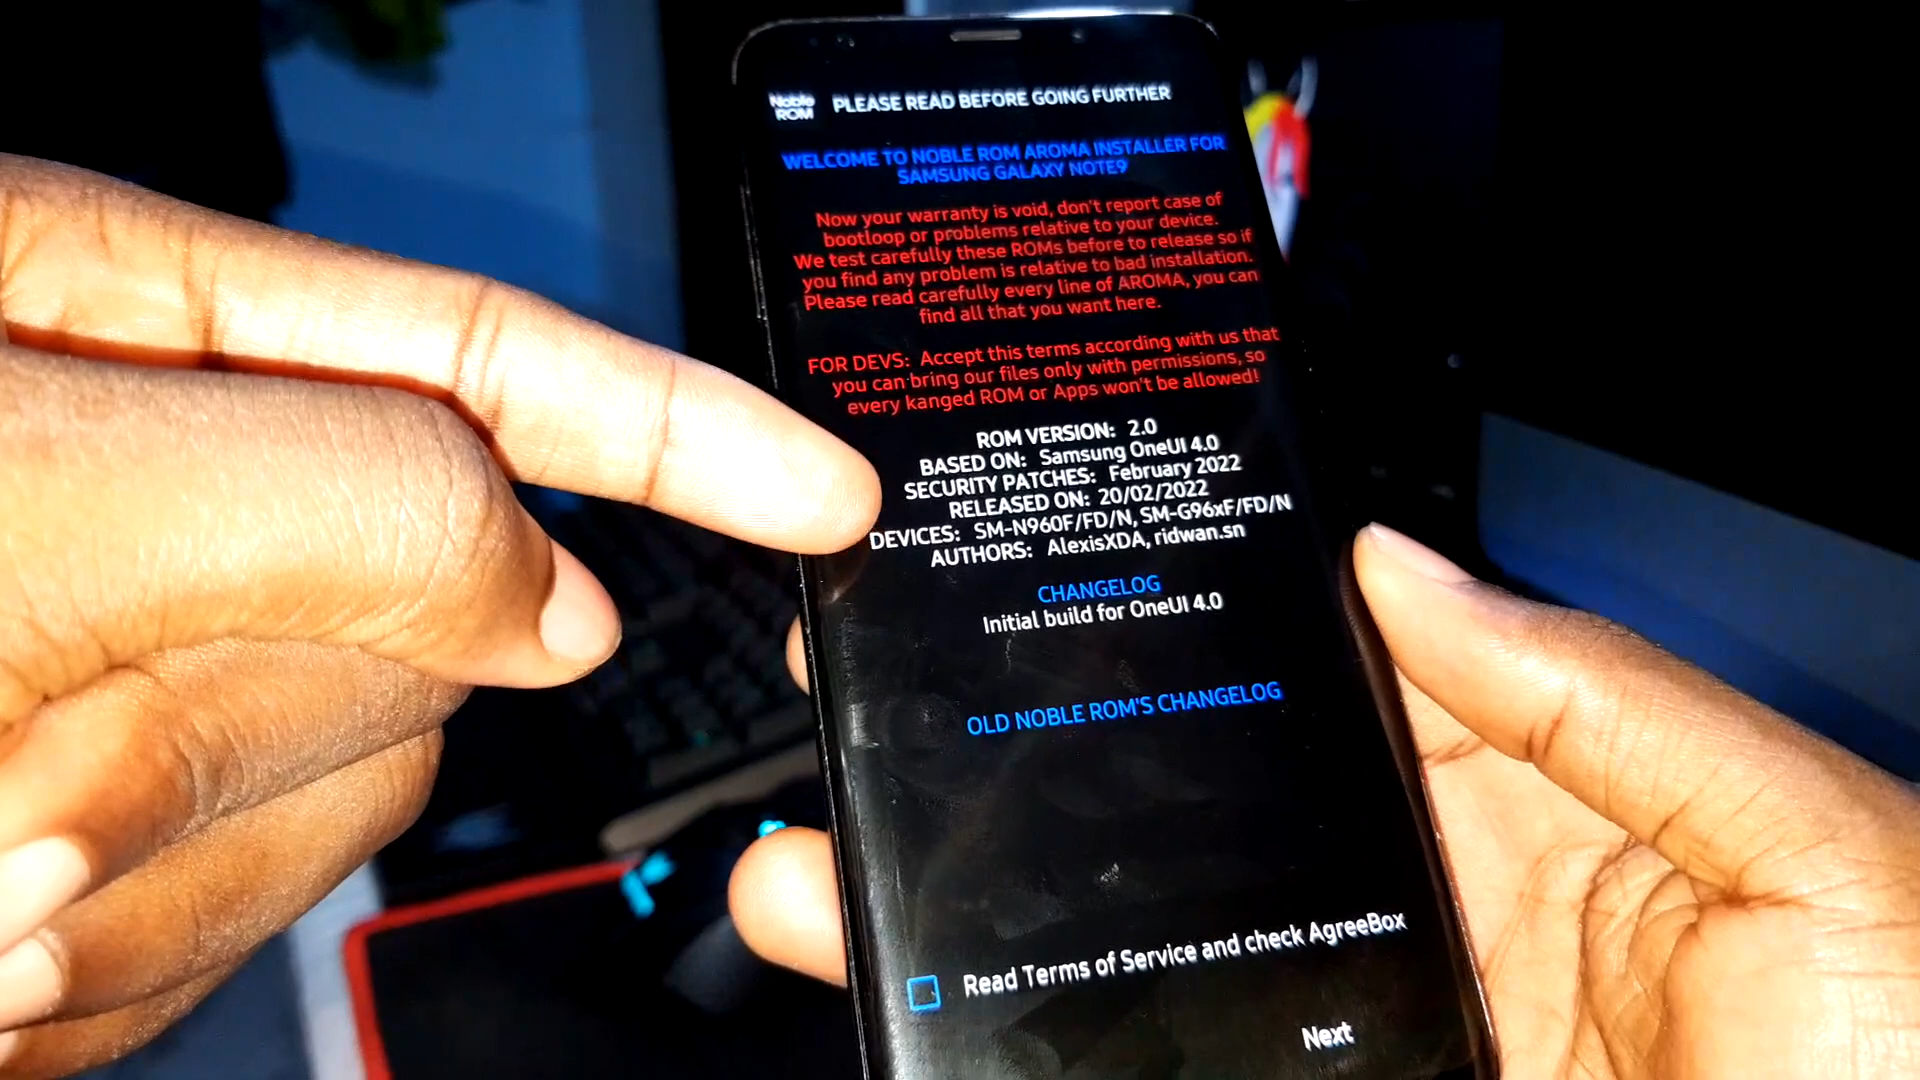 Noble
ROM
PLEASE READ BEFORE GOING FURTHER
WELCOME TO NOBLE ROM AROMA INSTALLER FOR
SAMSUNG GALAXY NOTE9
Now your warranty is void, don't report case of
bootloop or problems relative to your device.
We test carefully these ROMs before to release so if
you find any problem is relative to bad installation.
Please read carefully every line of AROMA, you can
find all that you want here.
FOR DEVS: Accept this terms according with us that
you can bring our files only with permissions, so
every kanged ROM or Apps won't be allowed!
ROM VERSION: 2.0
BASED ON: Samsung OneUI 4.0
SECURITY PATCHES: February 2022
RELEASED ON: 20/02/2022
DEVICES: SM-N960F/FD/N, SM-G96xF/FD/N
AUTHORS: AlexisXDA, ridwan.sn
CHANGELOG
Initial build for OneUI 4.0
OLD NOBLE ROM'S CHANGELOG
Read Terms of Service and check AgreeBox
Next